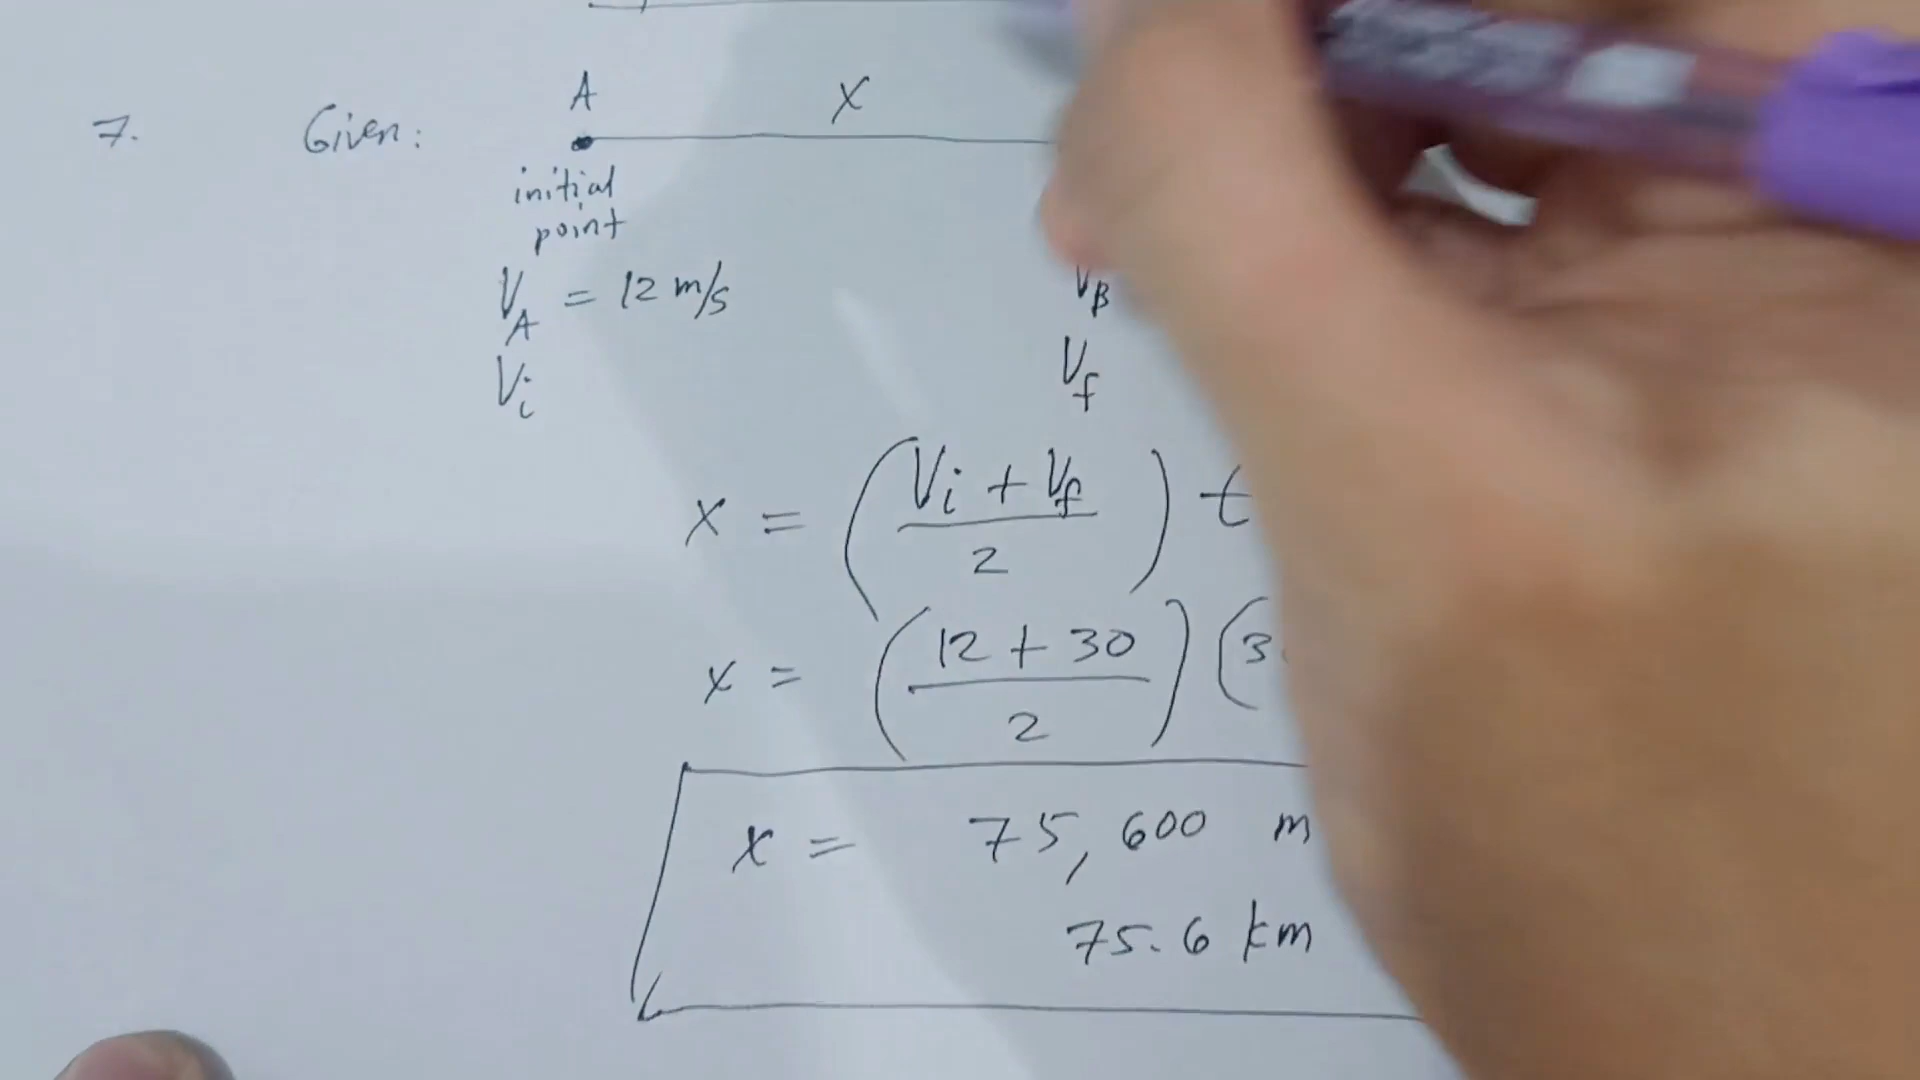 A
x
7. Given:
initial
point
V_A = 12 m/s
V_B
V_i
V_f
x = ( (V_i + V_f) / 2 ) t
x = ( (12 + 30) / 2 ) (3
x = 75,600 m
75.6 km